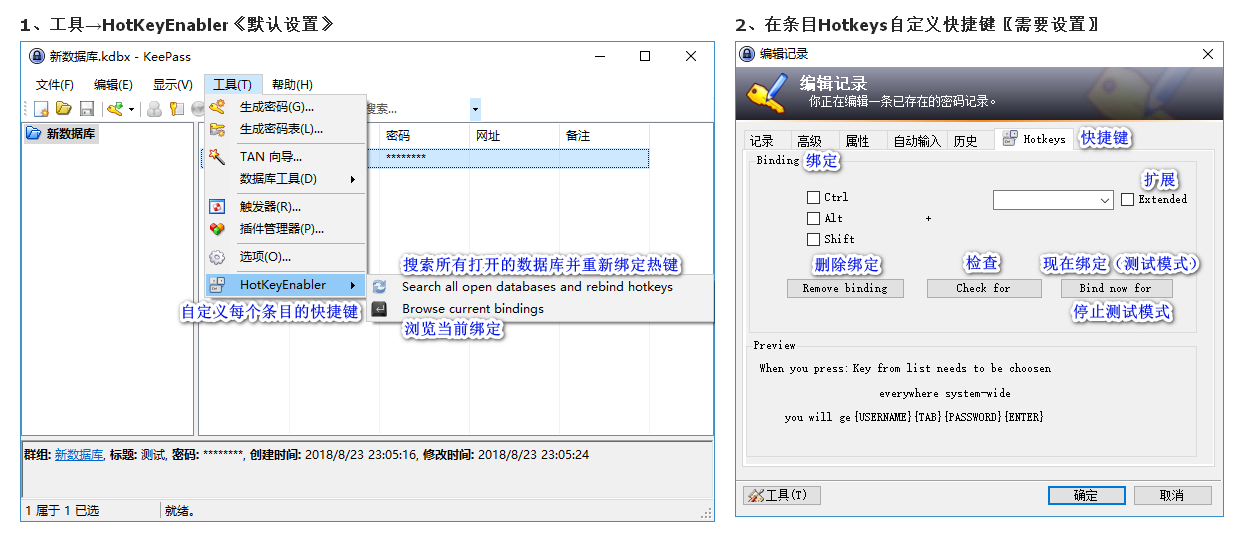 1、工具→HotKeyEnabler《默认设置》
新数据库.kdbx - KeePass
文件(F) 编辑(E) 显示(V) 工具(T) 帮助(H)
搜索...
新数据库
生成密码(G)...
生成密码表(L)...
TAN 向导...
数据库工具(D)
触发器(R)...
插件管理器(P)...
选项(O)...
HotKeyEnabler
密码 网址 备注
********
搜索所有打开的数据库并重新绑定热键
Search all open databases and rebind hotkeys
Browse current bindings
自定义每个条目的快捷键
浏览当前绑定
群组: 新数据库, 标题: 测试, 密码: ********, 创建时间: 2018/8/23 23:05:16, 修改时间: 2018/8/23 23:05:24
1 属于 1 已选 就绪。
2、在条目Hotkeys自定义快捷键〖需要设置〗
编辑记录
编辑记录
你正在编辑一条已存在的密码记录。
记录 高级 属性 自动输入 历史 Hotkeys 快捷键
Binding 绑定
扩展
Ctrl
Alt
Shift
+
Extended
删除绑定 检查 现在绑定（测试模式）
Remove binding Check for Bind now for
停止测试模式
Preview
When you press: Key from list needs to be choosen
everywhere system-wide
you will ge {USERNAME}{TAB}{PASSWORD}{ENTER}
工具(T) 确定 取消